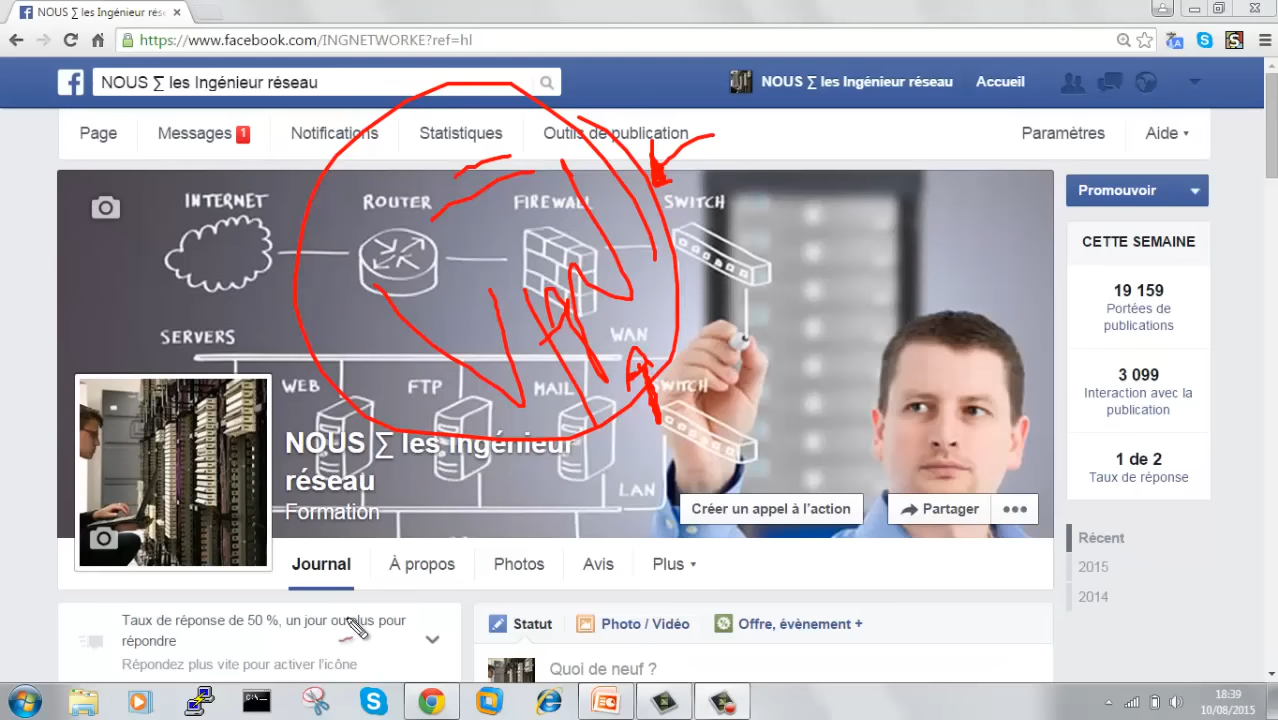 NOUS ∑ les Ingénieur rése
https://www.facebook.com/INGNETWORKE?ref=hl
NOUS ∑ les Ingénieur réseau
NOUS ∑ les Ingénieur réseau Accueil
Page Messages 1 Notifications Statistiques Outils de publication Paramètres Aide
INTERNET ROUTER FIREWALL SWITCH
SERVERS WAN
WEB FTP MAIL SWITCH
LAN
NOUS ∑ les Ingénieur
réseau
Formation
Créer un appel à l'action Partager
Promouvoir
CETTE SEMAINE
19 159
Portées de
publications
3 099
Interaction avec la
publication
1 de 2
Taux de réponse
Récent
2015
2014
Journal À propos Photos Avis Plus
Taux de réponse de 50 %, un jour ou plus pour
répondre
Répondez plus vite pour activer l'icône
Statut Photo / Vidéo Offre, évènement +
Quoi de neuf ?
18:39
10/08/2015